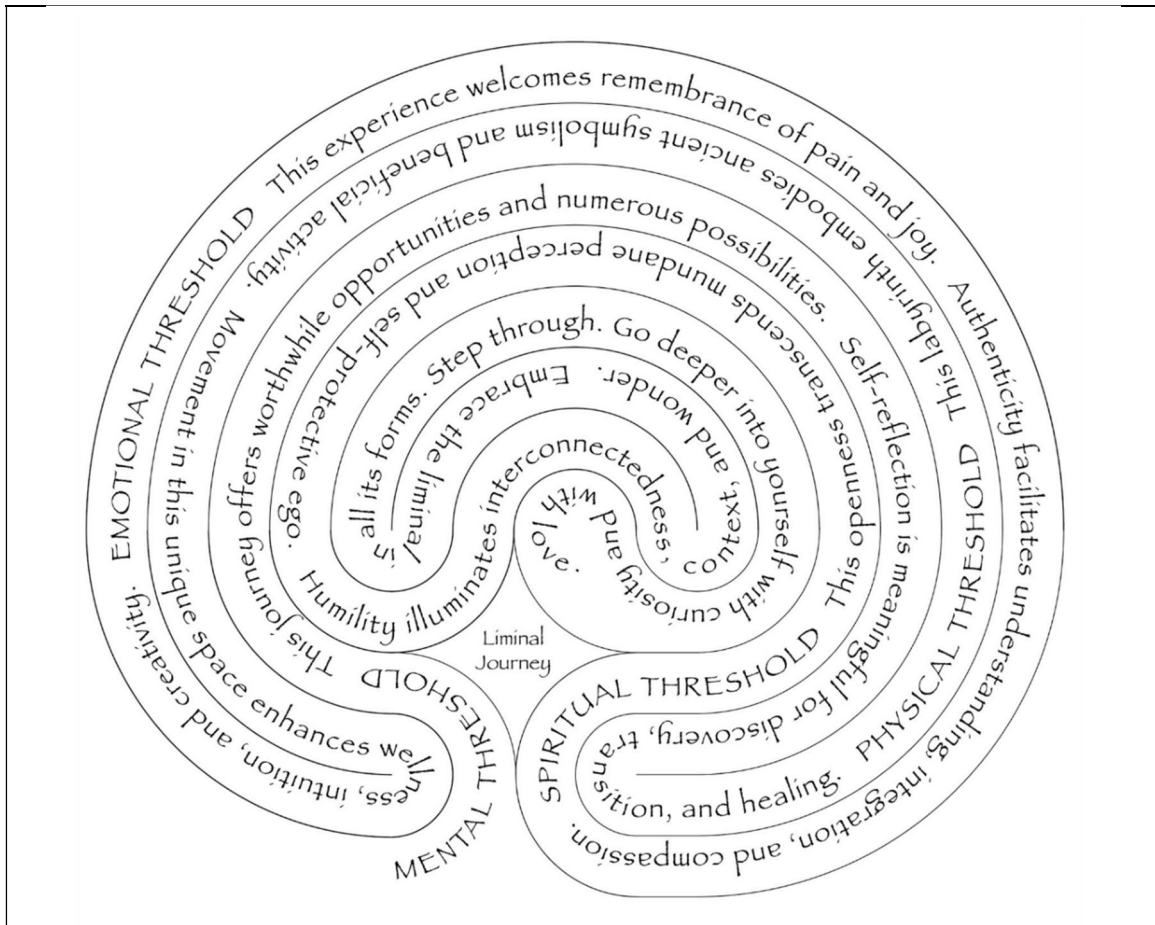 MENTAL THRESHOLD This journey offers worthwhile opportunities and numerous possibilities. Self-reflection is meaningful for discovery, transition, and healing.
PHYSICAL THRESHOLD This labyrinth embodies ancient symbolism and beneficial activity. Movement in this unique space enhances wellness, intuition, and creativity.
EMOTIONAL THRESHOLD This experience welcomes remembrance of pain and joy. Authenticity facilitates understanding, integration, and compassion.
SPIRITUAL THRESHOLD This openness transcends mundane perception and self-protective ego. Humility illuminates interconnectedness, context, and wonder. Embrace the liminal in all its forms. Step through. Go deeper into yourself with curiosity and with love.
Liminal
Journey